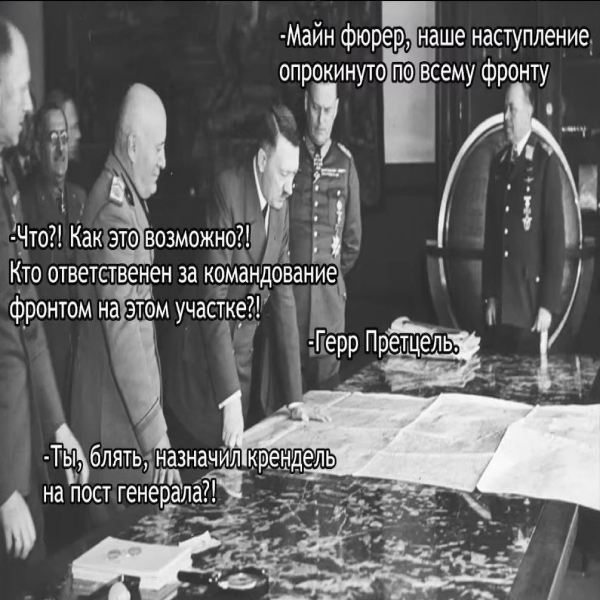 -Майн фюрер, наше наступление
опрокинуто по всему фронту
-Что?! Как это возможно?!
Кто ответственен за командование
фронтом на этом участке?!
-Герр Претцель.
-Ты, блять, назначил крендель
на пост генерала?!